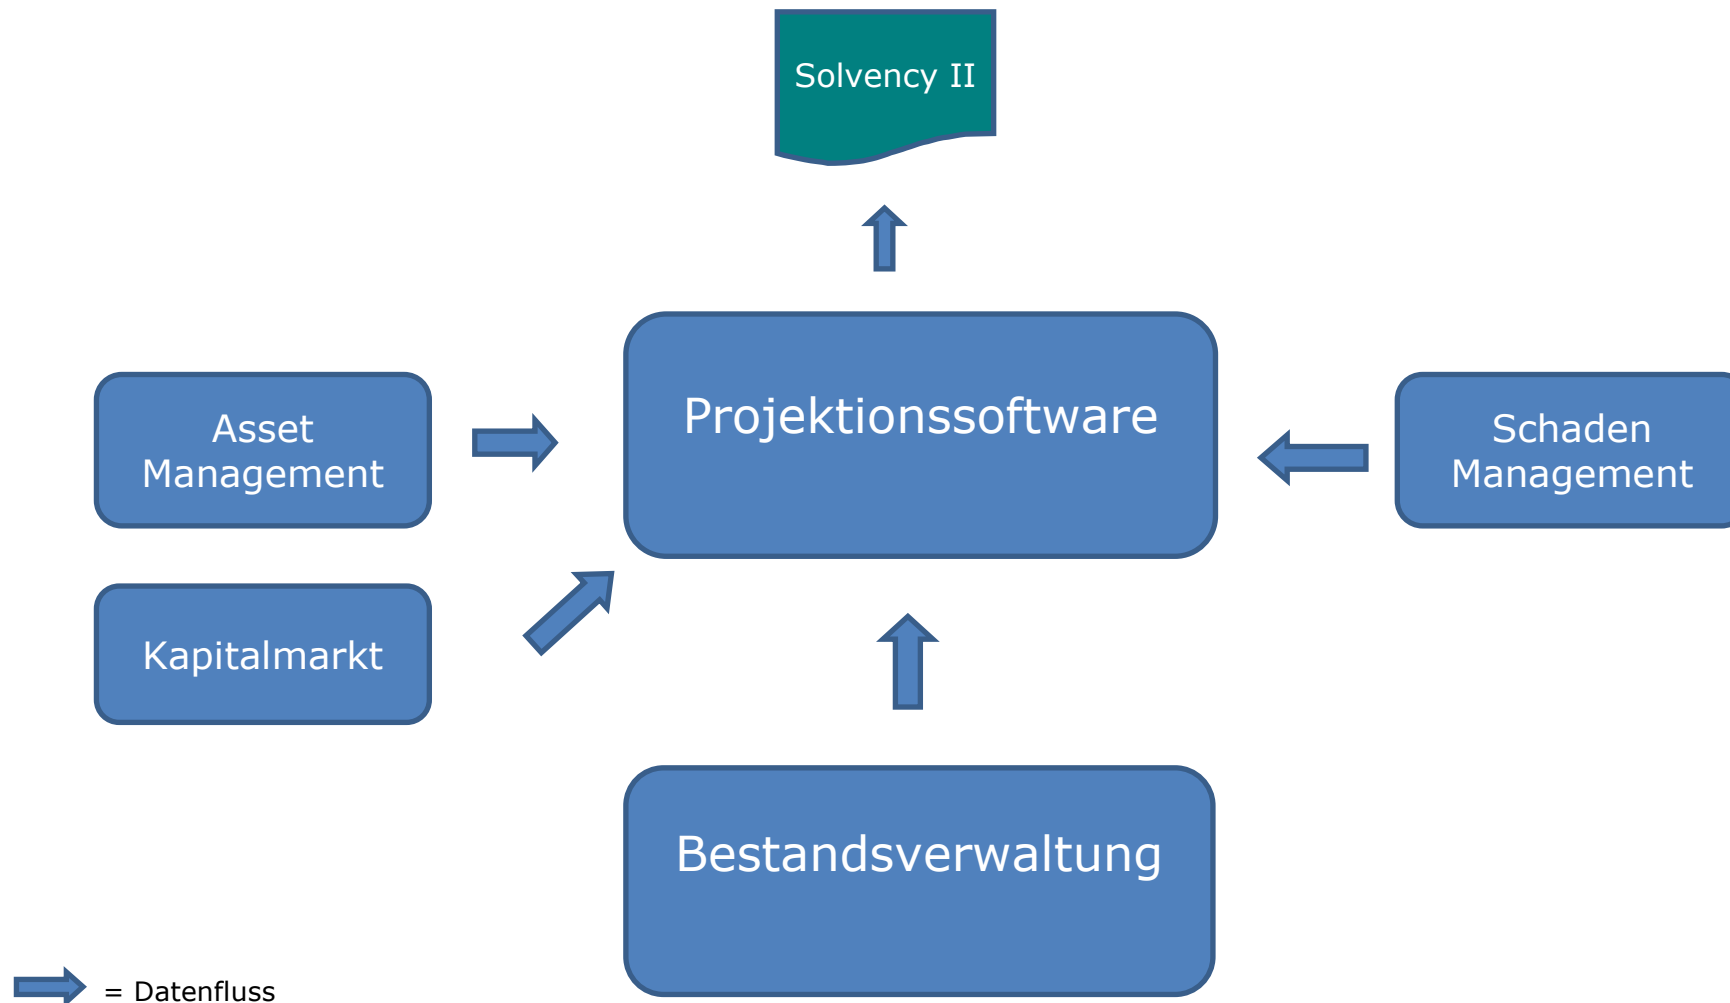 Solvency II
Projektionssoftware
Asset
Management
Schaden
Management
Kapitalmarkt
Bestandsverwaltung
= Datenfluss